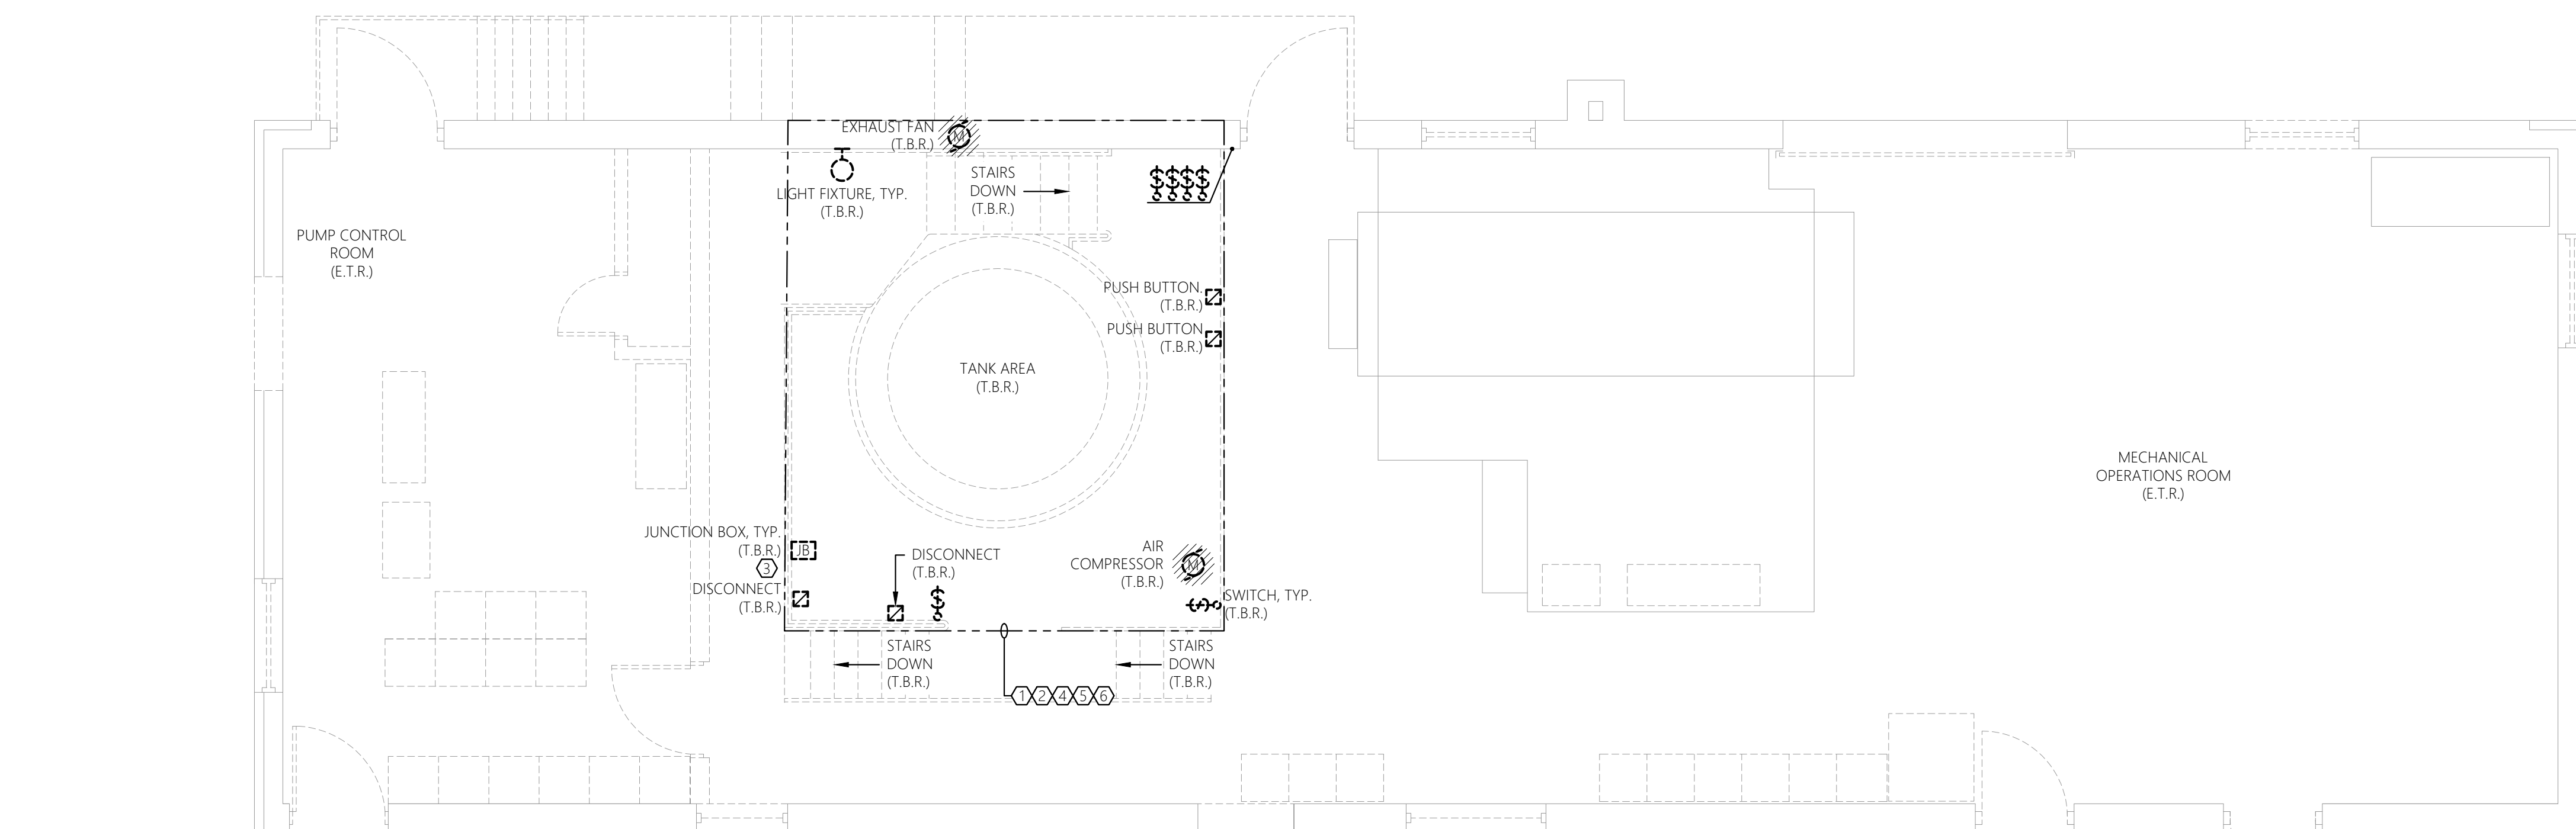 EXHAUST FAN
(T.B.R.)
M
LIGHT FIXTURE, TYP.
(T.B.R.)
STAIRS
DOWN
(T.B.R.)
$ $ $ $
PUMP CONTROL
ROOM
(E.T.R.)
PUSH BUTTON.
(T.B.R.)
PUSH BUTTON
(T.B.R.)
TANK AREA
(T.B.R.)
MECHANICAL
OPERATIONS ROOM
(E.T.R.)
JUNCTION BOX, TYP.
(T.B.R.)
JB
3
DISCONNECT
(T.B.R.)
DISCONNECT
(T.B.R.)
$
AIR
COMPRESSOR
(T.B.R.)
M
$
SWITCH, TYP.
(T.B.R.)
STAIRS
DOWN
(T.B.R.)
STAIRS
DOWN
(T.B.R.)
1 2 4 5 6